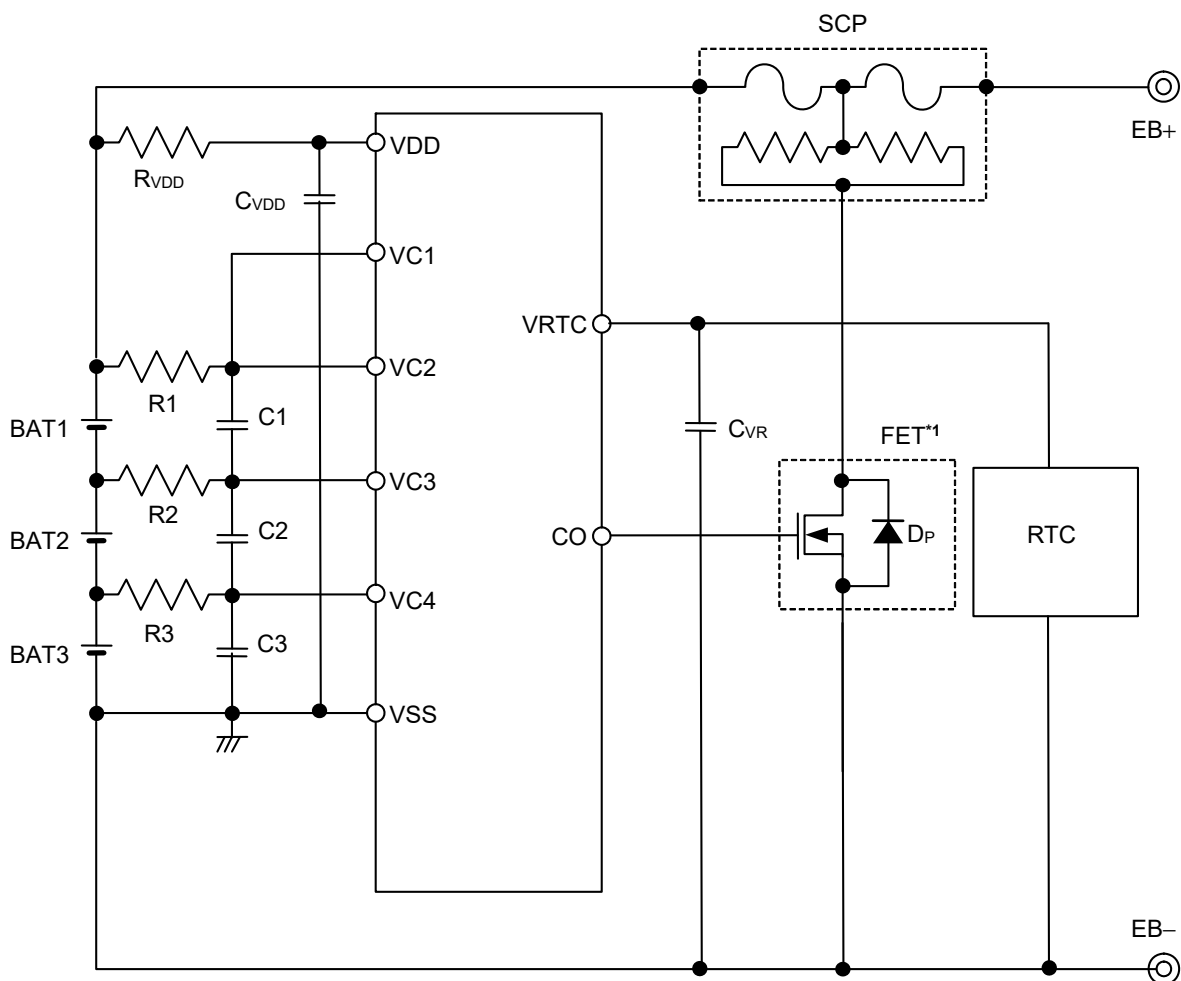 SCP
EB+
VDD
RVDD
CVDD
VC1
VRTC
VC2
R1
C1
BAT1
CVR
FET*1
VC3
R2
C2
BAT2
CO
DP
RTC
VC4
R3
C3
BAT3
VSS
EB−